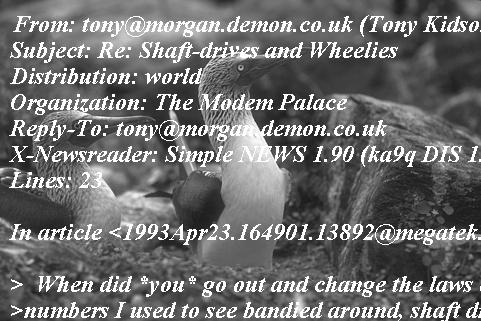 From: tony@morgan.demon.co.uk (Tony Kidso
Subject: Re: Shaft-drives and Wheelies
Distribution: world
Organization: The Modem Palace
Reply-To: tony@morgan.demon.co.uk
X-Newsreader: Simple NEWS 1.90 (ka9q DIS 1.
Lines: 23
In article <1993Apr23.164901.13892@megatek.
> When did *you* go out and change the laws
>numbers I used to see bandied around, shaft d